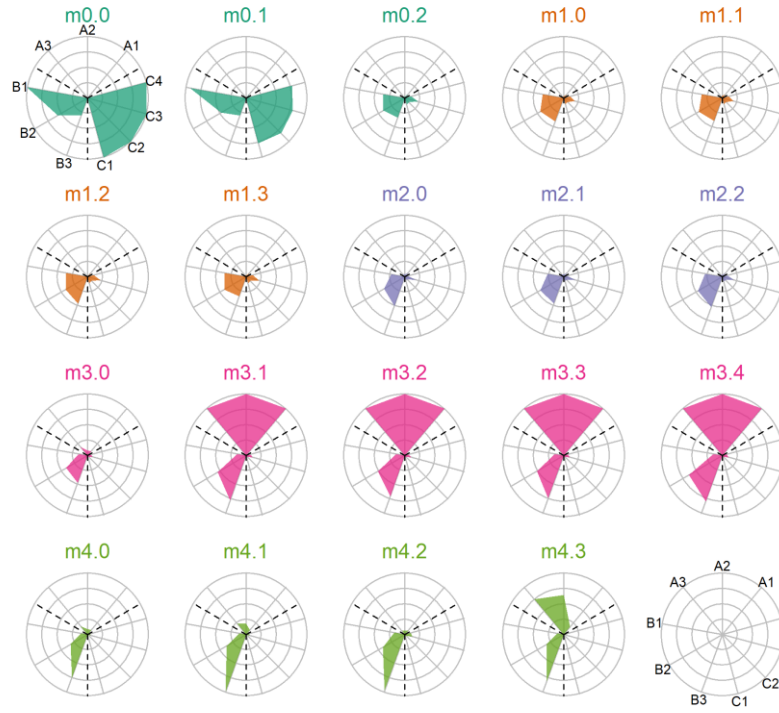 m0.0 m0.1 m0.2 m1.0 m1.1
A2
A3 A1
B1 C4
C3
B2 C2
B3 C1
m1.2 m1.3 m2.0 m2.1 m2.2
m3.0 m3.1 m3.2 m3.3 m3.4
m4.0 m4.1 m4.2 m4.3
A2
A3 A1
B1
B2 C2
B3 C1